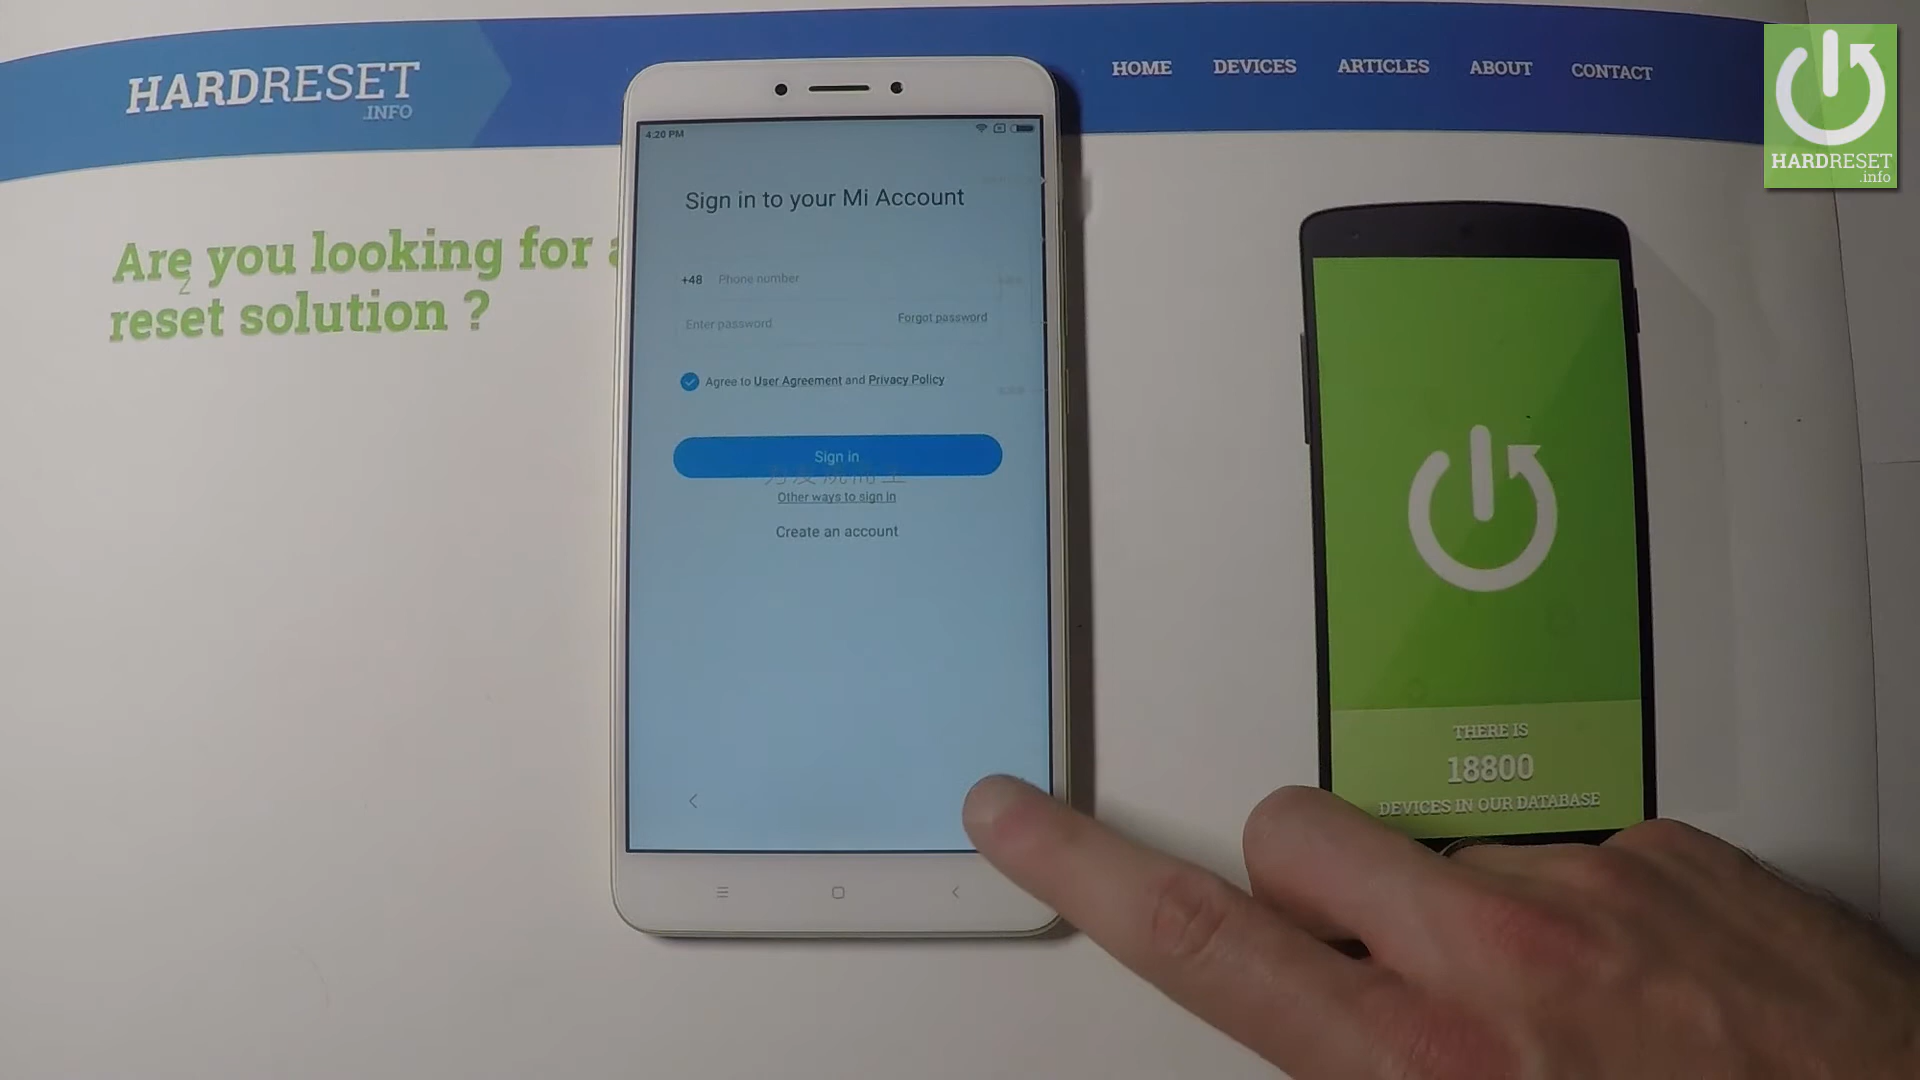 HARDRESET
.INFO
HOME DEVICES ARTICLES ABOUT CONTACT
HARDRESET
.info
Are you looking for
reset solution ?
4:20 PM
Sign in to your Mi Account
+48 Phone number
Enter password Forgot password
Agree to User Agreement and Privacy Policy
Sign in
Other ways to sign in
Create an account
THERE IS
18800
DEVICES IN OUR DATABASE